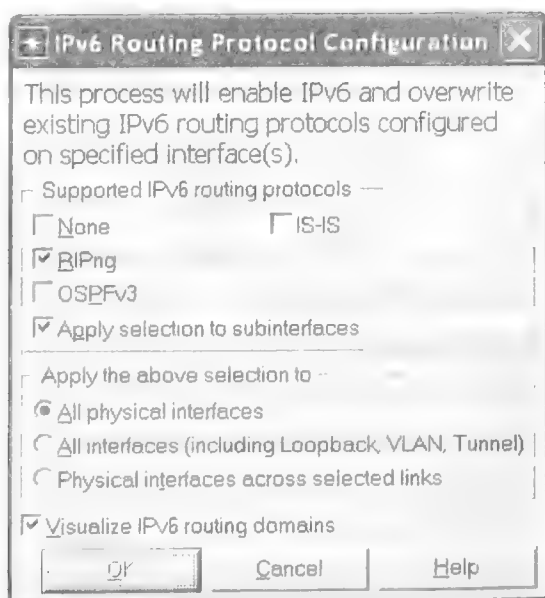 IPv6 Routing Protocol Configuration
This process will enable IPv6 and overwrite
existing IPv6 routing protocols configured
on specified interface(s).
Supported IPv6 routing protocols
None IS-IS
RIPng
OSPFv3
Apply selection to subinterfaces
Apply the above selection to
All physical interfaces
All interfaces (including Loopback, VLAN, Tunnel)
Physical interfaces across selected links
Visualize IPv6 routing domains
OK Cancel Help